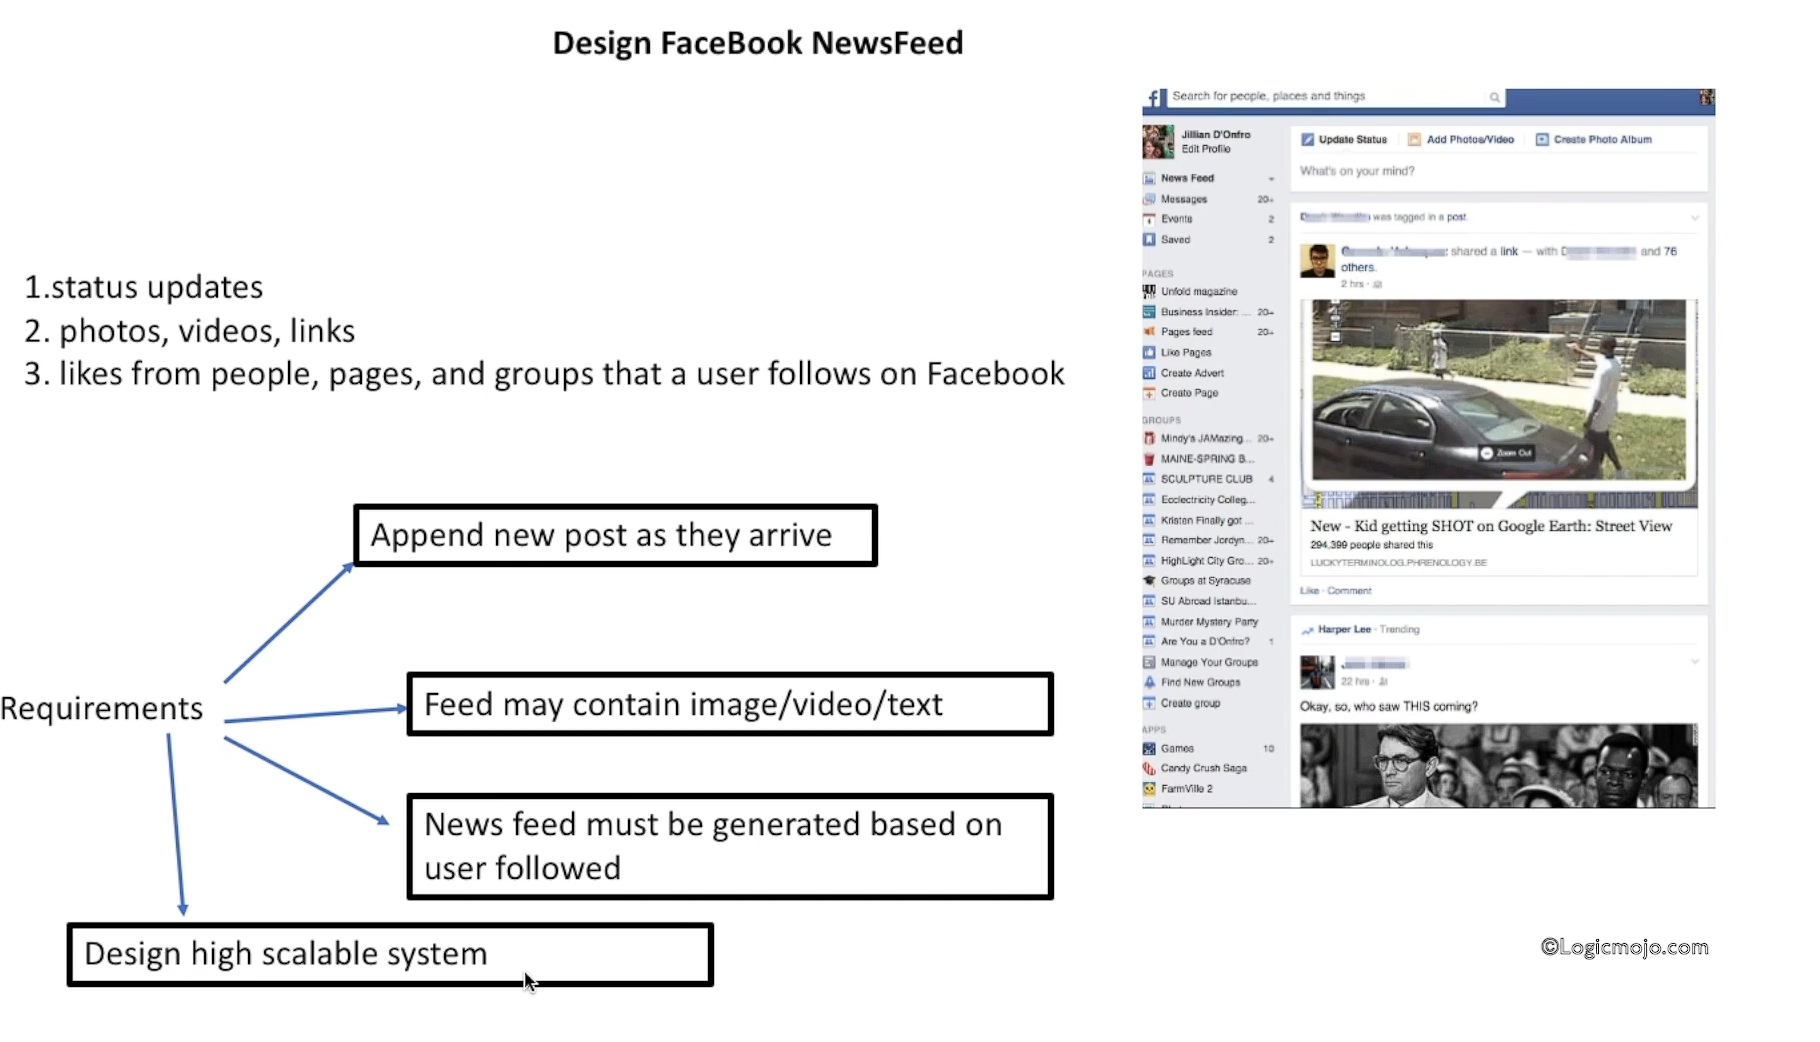 Design FaceBook NewsFeed
1.status updates
2. photos, videos, links
3. likes from people, pages, and groups that a user follows on Facebook
Append new post as they arrive
Requirements
Feed may contain image/video/text
News feed must be generated based on
user followed
Design high scalable system
Search for people, places and things
Jillian D'Onfro
Edit Profile
News Feed
Messages 20+
Events 2
Saved 2
PAGES
Unfold magazine
Business Insider: ... 20+
Pages feed 20+
Like Pages
Create Advert
Create Page
GROUPS
Mindy's JAMazing... 20+
MAINE-SPRING B...
SCULPTURE CLUB 4
Ecclectricity Colleg...
Kristen Finally got ...
Remember Jordyn... 20+
HighLight City Gro... 20+
Groups at Syracuse
SU Abroad Istanbu...
Murder Mystery Party
Are You a D'Onfro? 1
Manage Your Groups
Find New Groups
Create group
APPS
Games 10
Candy Crush Saga
FarmVille 2
Update Status Add Photos/Video Create Photo Album
What's on your mind?
was tagged in a post.
shared a link — with and 76
others.
2 hrs ·
Zoom Out
New - Kid getting SHOT on Google Earth: Street View
294,399 people shared this
LUCKYTERMINOLOG.PHRENOLOGY.BE
Like · Comment
Harper Lee · Trending
22 hrs ·
Okay, so, who saw THIS coming?
©Logicmojo.com